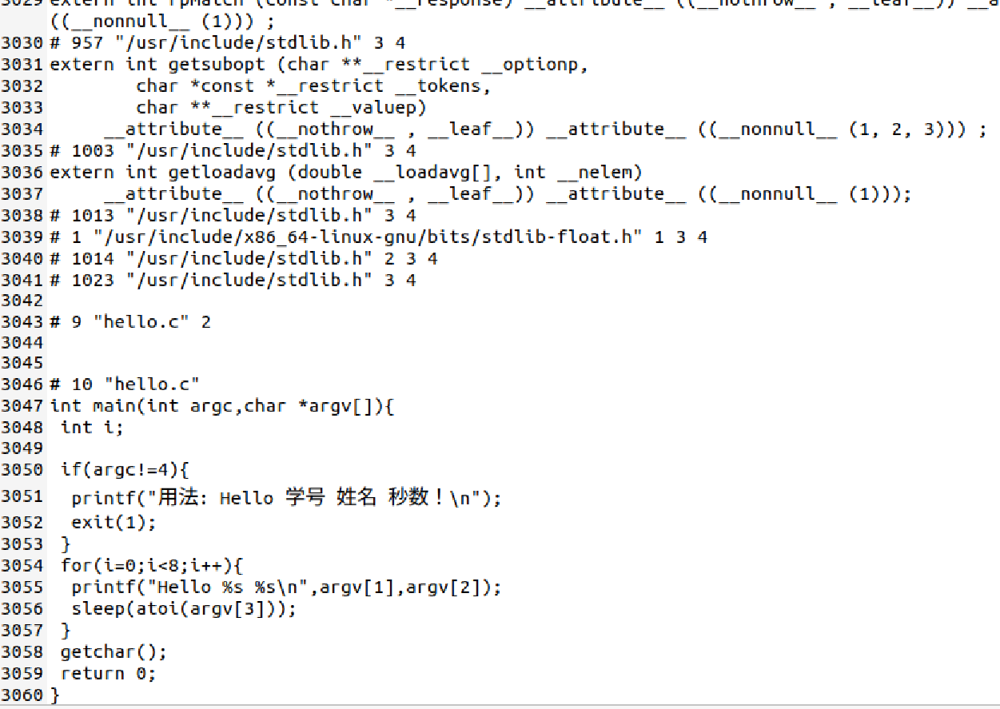 3029 extern int rpmatch (const char *__response) __attribute__ ((__nothrow__ , __leaf__))
((__nonnull__ (1))) ;
3030 # 957 "/usr/include/stdlib.h" 3 4
3031 extern int getsubopt (char **__restrict __optionp,
3032         char *const *__restrict __tokens,
3033         char **__restrict __valuep)
3034      __attribute__ ((__nothrow__ , __leaf__)) __attribute__ ((__nonnull__ (1, 2, 3))) ;
3035 # 1003 "/usr/include/stdlib.h" 3 4
3036 extern int getloadavg (double __loadavg[], int __nelem)
3037      __attribute__ ((__nothrow__ , __leaf__)) __attribute__ ((__nonnull__ (1)));
3038 # 1013 "/usr/include/stdlib.h" 3 4
3039 # 1 "/usr/include/x86_64-linux-gnu/bits/stdlib-float.h" 1 3 4
3040 # 1014 "/usr/include/stdlib.h" 2 3 4
3041 # 1023 "/usr/include/stdlib.h" 3 4
3042
3043 # 9 "hello.c" 2
3044
3045
3046 # 10 "hello.c"
3047 int main(int argc,char *argv[]){
3048  int i;
3049
3050  if(argc!=4){
3051   printf("用法: Hello 学号 姓名 秒数！\n");
3052   exit(1);
3053  }
3054  for(i=0;i<8;i++){
3055   printf("Hello %s %s\n",argv[1],argv[2]);
3056   sleep(atoi(argv[3]));
3057  }
3058  getchar();
3059  return 0;
3060 }